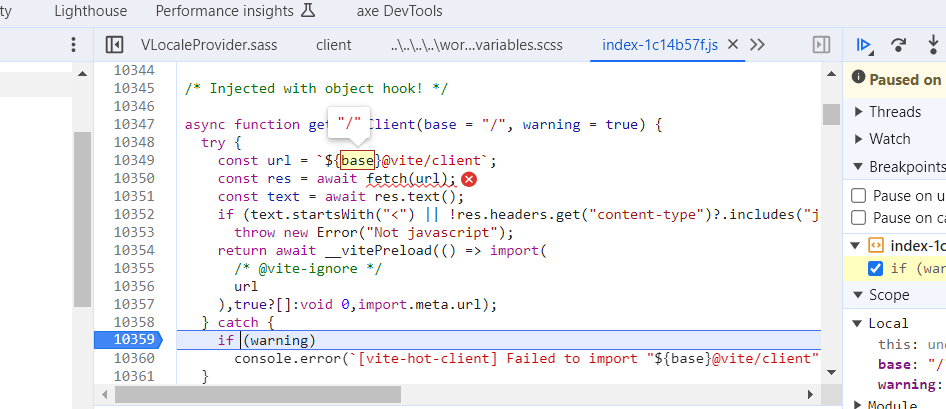 ty Lighthouse Performance insights axe DevTools
VLocaleProvider.sass client ..\..\..\..\wor...variables.scss index-1c14b57f.js
10344
10345 /* Injected with object hook! */
10346
10347 async function get Client(base = "/", warning = true) {
"/"
10348 try {
10349 const url = `${base}@vite/client`;
10350 const res = await fetch(url);
10351 const text = await res.text();
10352 if (text.startsWith("<") || !res.headers.get("content-type")?.includes("j
10353 throw new Error("Not javascript");
10354 return await __vitePreload(() => import(
10355 /* @vite-ignore */
10356 url
10357 ),true?[]:void 0,import.meta.url);
10358 } catch {
10359 if (warning)
10360 console.error(`[vite-hot-client] Failed to import "${base}@vite/client"
10361 }
Paused on
Threads
Watch
Breakpoints
Pause on u
Pause on ca
index-1c
if (war
Scope
Local
this: und
base: "/
warning:
Module